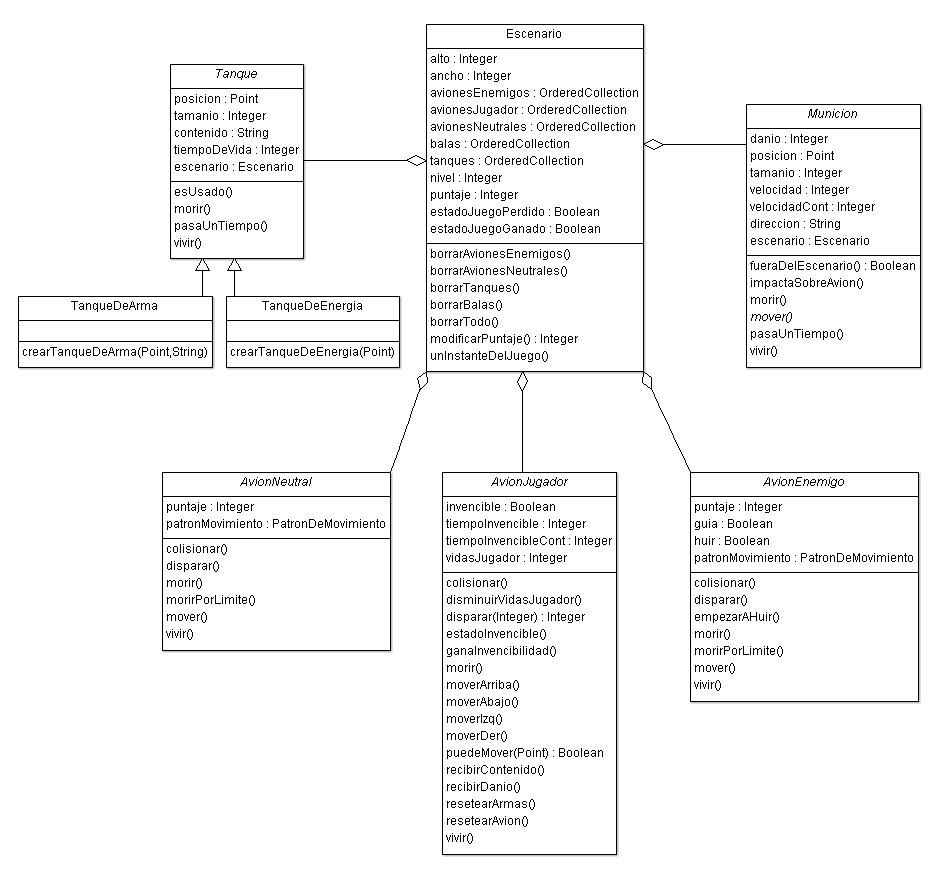 Escenario
alto : Integer
ancho : Integer
avionesEnemigos : OrderedCollection
avionesJugador : OrderedCollection
avionesNeutrales : OrderedCollection
balas : OrderedCollection
tanques : OrderedCollection
nivel : Integer
puntaje : Integer
estadoJuegoPerdido : Boolean
estadoJuegoGanado : Boolean
borrarAvionesEnemigos()
borrarAvionesNeutrales()
borrarTanques()
borrarBalas()
borrarTodo()
modificarPuntaje() : Integer
unInstanteDelJuego()
Tanque
posicion : Point
tamanio : Integer
contenido : String
tiempoDeVida : Integer
escenario : Escenario
esUsado()
morir()
pasaUnTiempo()
vivir()
Municion
danio : Integer
posicion : Point
tamanio : Integer
velocidad : Integer
velocidadCont : Integer
direccion : String
escenario : Escenario
fueraDelEscenario() : Boolean
impactaSobreAvion()
morir()
mover()
pasaUnTiempo()
vivir()
TanqueDeArma
crearTanqueDeArma(Point,String)
TanqueDeEnergia
crearTanqueDeEnergia(Point)
AvionNeutral
puntaje : Integer
patronMovimiento : PatronDeMovimiento
colisionar()
disparar()
morir()
morirPorLimite()
mover()
vivir()
AvionJugador
invencible : Boolean
tiempoInvencible : Integer
tiempoInvencibleCont : Integer
vidasJugador : Integer
colisionar()
disminuirVidasJugador()
disparar(Integer) : Integer
estadoInvencible()
ganaInvencibilidad()
morir()
moverArriba()
moverAbajo()
moverIzq()
moverDer()
puedeMover(Point) : Boolean
recibirContenido()
recibirDanio()
resetearArmas()
resetearAvion()
vivir()
AvionEnemigo
puntaje : Integer
guia : Boolean
huir : Boolean
patronMovimiento : PatronDeMovimiento
colisionar()
disparar()
empezarAHuir()
morir()
morirPorLimite()
mover()
vivir()